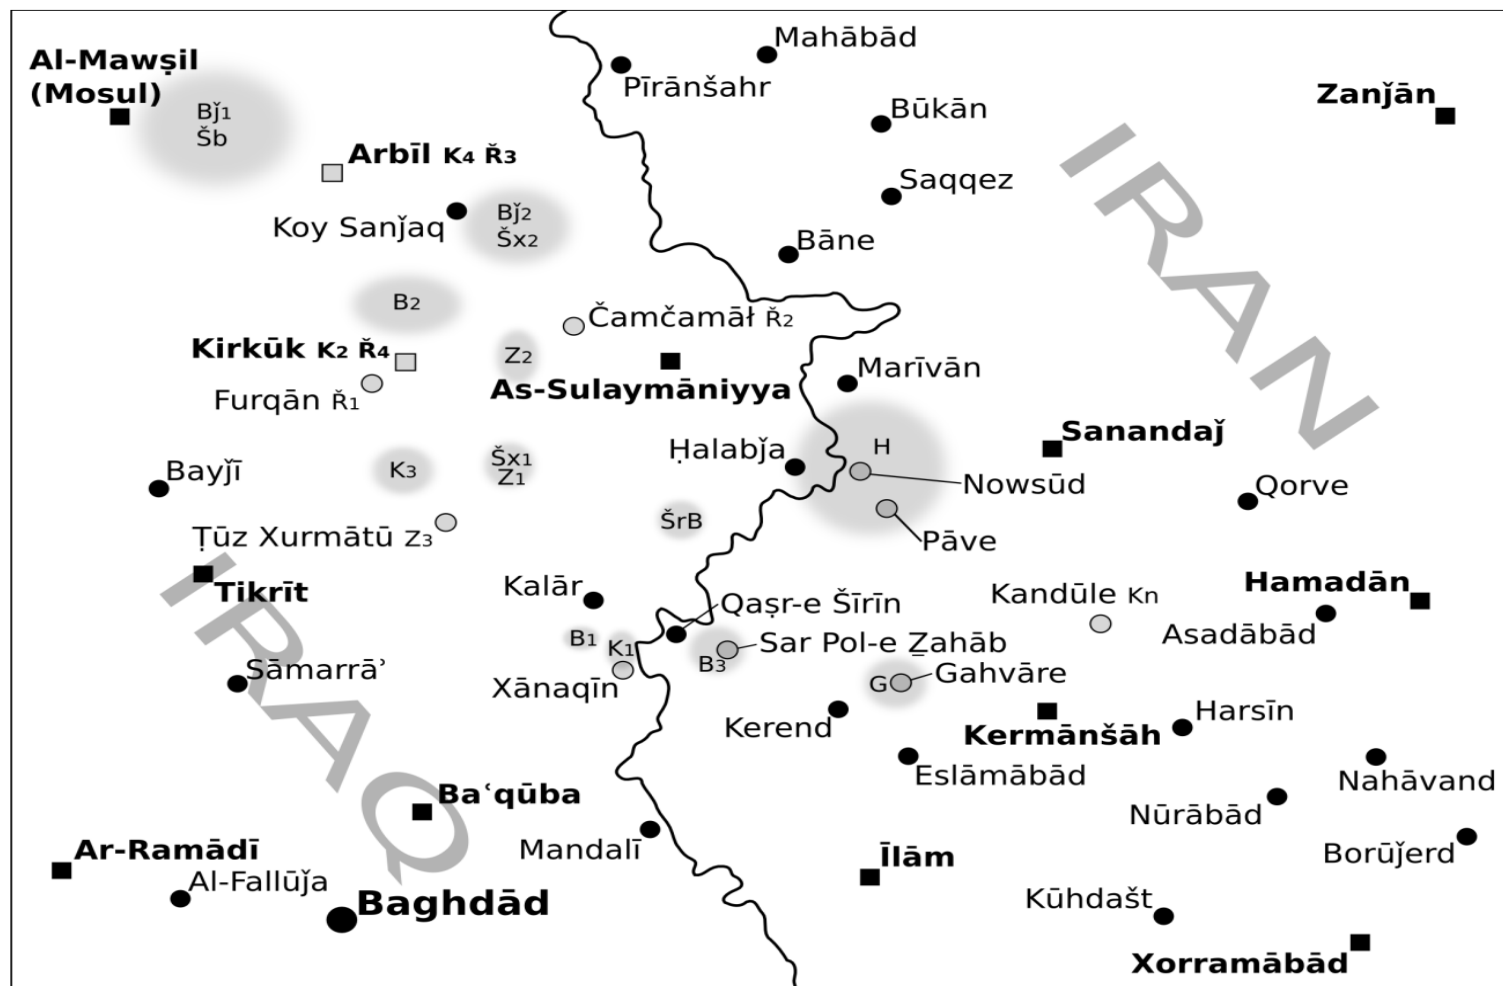 Mahābād
Al-Mawṣil
(Mosul)
Pīrānšahr
Zanǰān
Bǰ1
Šb
Būkān
Arbīl K4 Ř3
Saqqez
IRAN
Koy Sanǰaq
Bǰ2
Šx2
Bāne
B2
Čamčamāł Ř2
Kirkūk K2 Ř4
Z2
Marīvān
As-Sulaymāniyya
Furqān Ř1
Sanandaǰ
Ḥalabǰa
H
Bayǰī
K3
Šx1
Z1
Nowsūd
Qorve
ŠrB
Ṭūz Xurmātū Z3
Pāve
Tikrīt
IRAQ
Kalār
Qaṣr-e Šīrīn
Kandūle Kn
Hamadān
Asadābād
B1
K1
Sar Pol-e Ẕahāb
B3
Sāmarrāʾ
Xānaqīn
G
Gahvāre
Kerend
Kermānšāh
Harsīn
Eslāmābād
Nahāvand
Baʿqūba
Nūrābād
Mandalī
Ar-Ramādī
Īlām
Borūǰerd
Al-Fallūǰa
Baghdād
Kūhdašt
Xorramābād